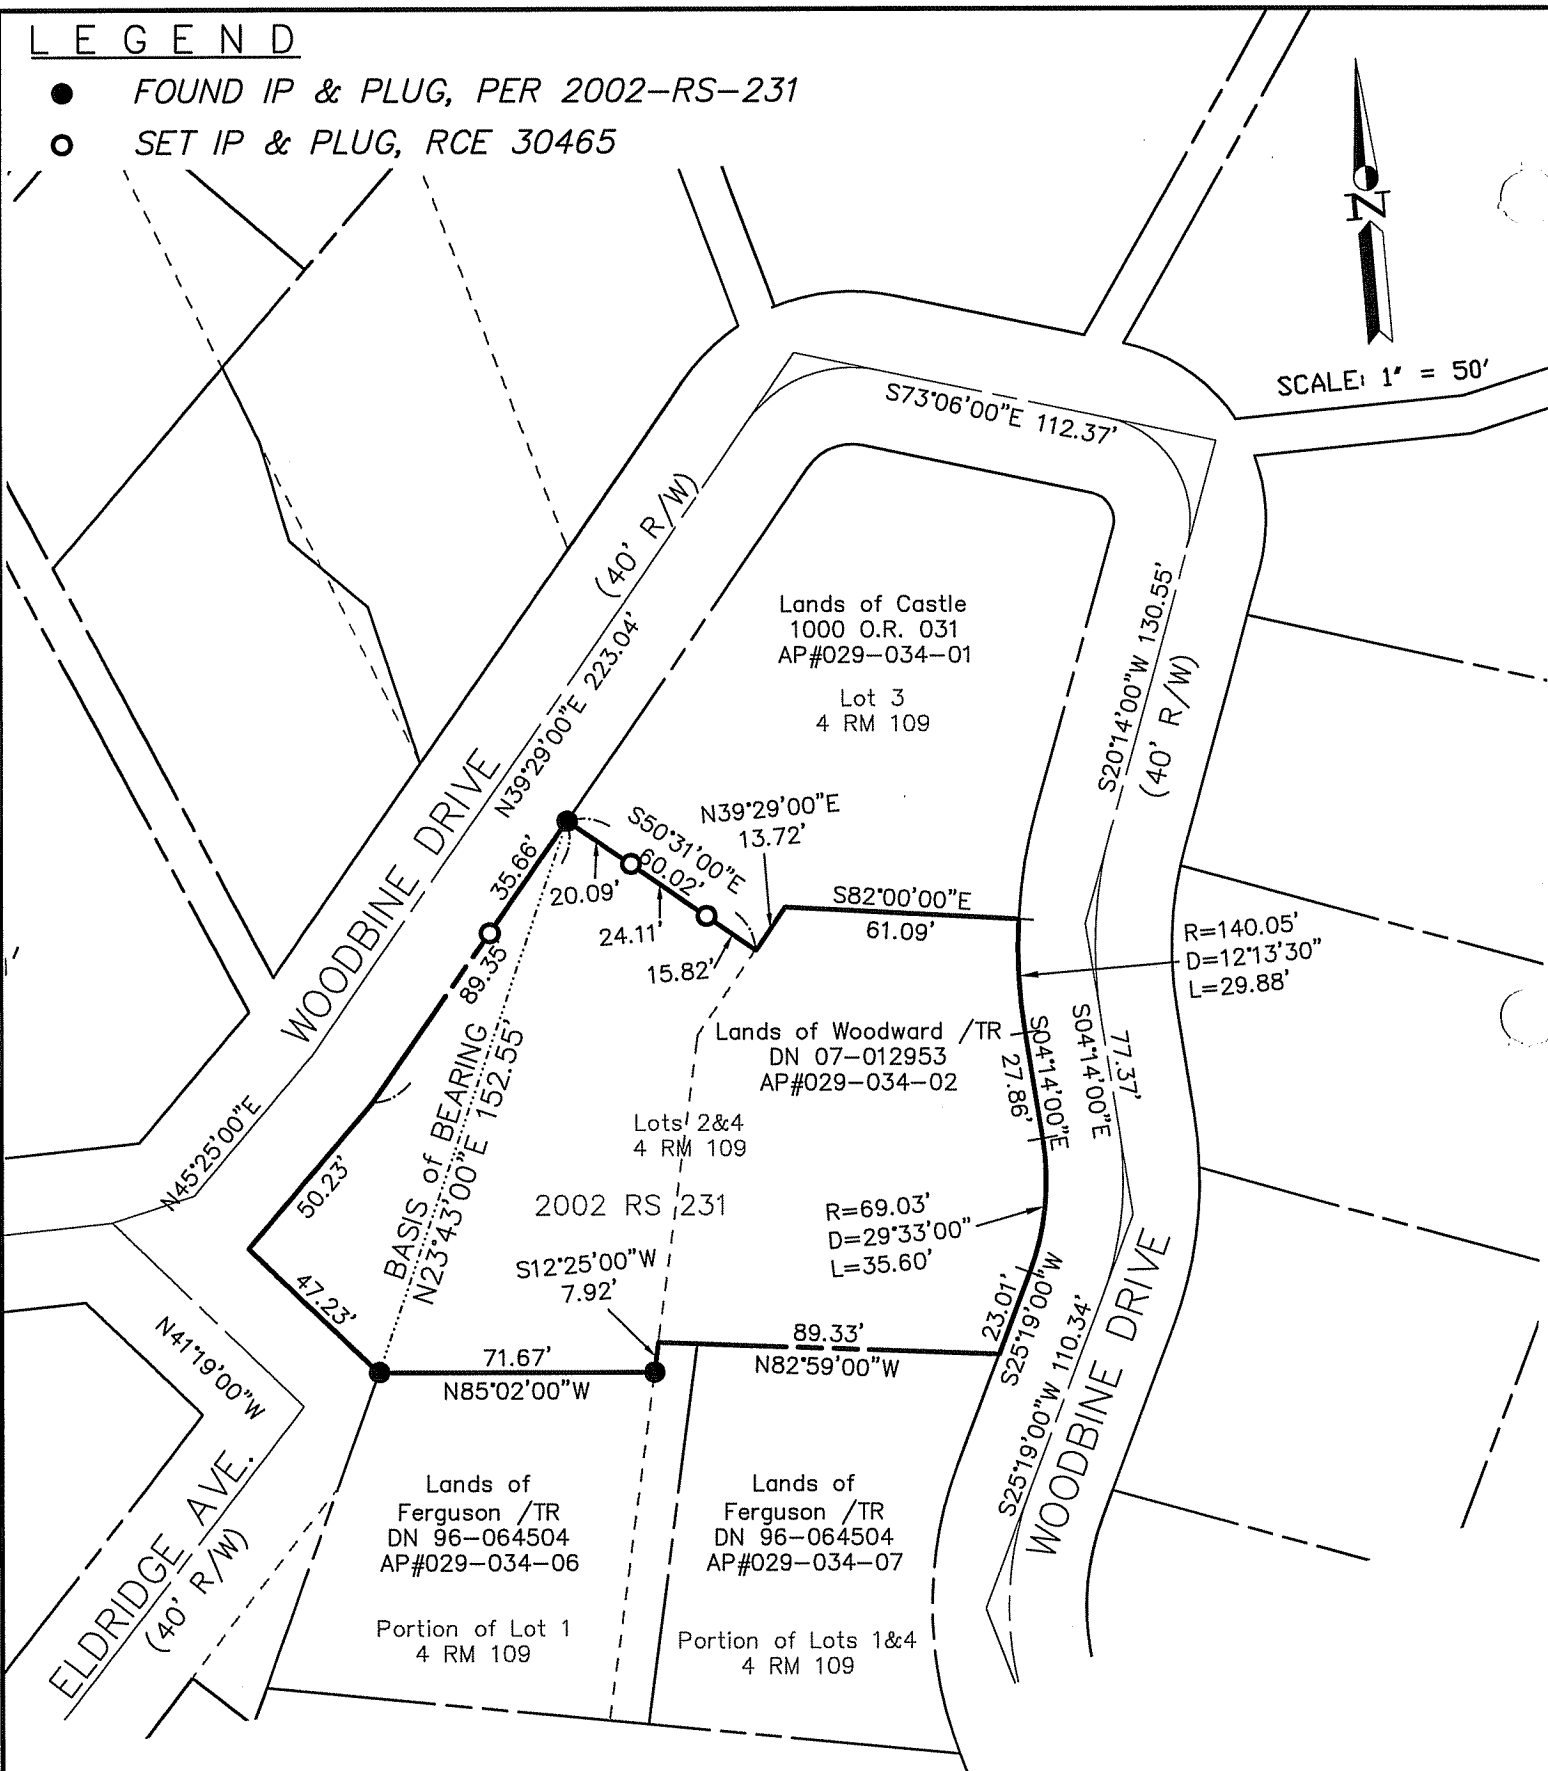 LEGEND
FOUND IP & PLUG, PER 2002-RS-231
SET IP & PLUG, RCE 30465
N
SCALE: 1" = 50'
S73°06'00"E 112.37'
(40' R/W)
N39°29'00"E 223.04'
WOODBINE DRIVE
Lands of Castle
1000 O.R. 031
AP#029-034-01
Lot 3
4 RM 109
S20°14'00"W 130.55'
(40' R/W)
N39°29'00"E
13.72'
S50°31'00"E
60.02'
35.66'
20.09'
24.11'
15.82'
S82°00'00"E
61.09'
R=140.05'
D=12°13'30"
L=29.88'
89.35'
BASIS of BEARING
N23°43'00"E 152.55'
Lands of Woodward /TR
DN 07-012953
AP#029-034-02
S04°14'00"E
27.86'
77.37'
S04°14'00"E
Lots 2&4
4 RM 109
2002 RS 231
N45°25'00"E
50.23'
47.23'
S12°25'00"W
7.92'
R=69.03'
D=29°33'00"
L=35.60'
23.01'
S25°19'00"W
S25°19'00"W 110.34'
WOODBINE DRIVE
71.67'
N85°02'00"W
89.33'
N82°59'00"W
N41°19'00"W
ELDRIDGE AVE.
(40' R/W)
Lands of
Ferguson /TR
DN 96-064504
AP#029-034-06
Portion of Lot 1
4 RM 109
Lands of
Ferguson /TR
DN 96-064504
AP#029-034-07
Portion of Lots 1&4
4 RM 109